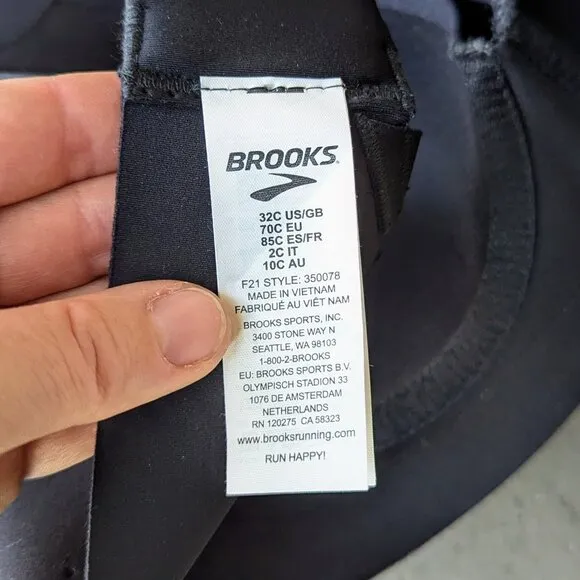 BROOKS
32C US/GB
70C EU
85C ES/FR
2C IT
10C AU
F21 STYLE: 350078
MADE IN VIETNAM
FABRIQUÉ AU VIÊT NAM
BROOKS SPORTS, INC.
3400 STONE WAY N
SEATTLE, WA 98103
1-800-2-BROOKS
EU: BROOKS SPORTS B.V.
OLYMPISCH STADION 33
1076 DE AMSTERDAM
NETHERLANDS
RN 120275 CA 58323
www.brooksrunning.com
RUN HAPPY!